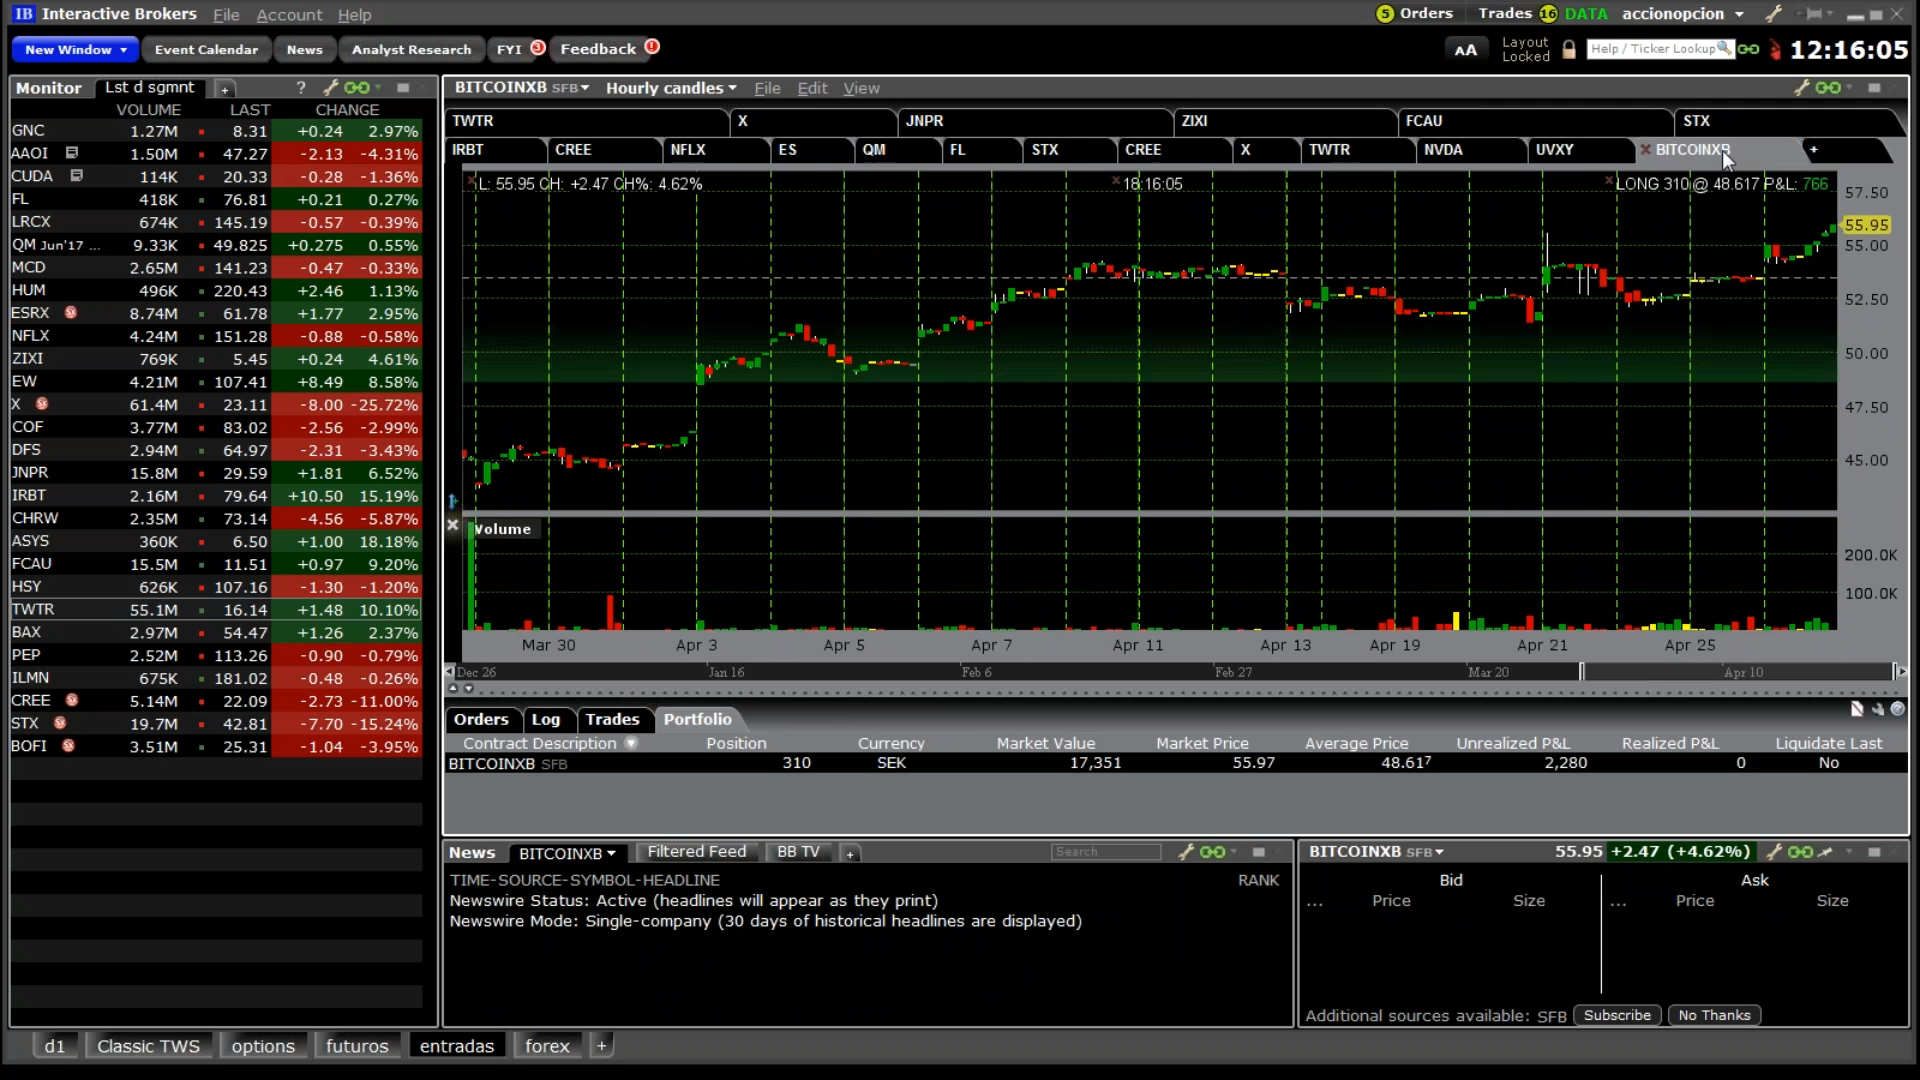 IB Interactive Brokers File Account Help 5 Orders Trades 16 DATA accionopcion
New Window Event Calendar News Analyst Research FYI 3 Feedback ! AA Layout Locked Help / Ticker Lookup 12:16:05
Monitor Lst d sgmnt + ?
VOLUME LAST CHANGE
GNC 1.27M 8.31 +0.24 2.97%
AAOI 1.50M 47.27 -2.13 -4.31%
CUDA 114K 20.33 -0.28 -1.36%
FL 418K 76.81 +0.21 0.27%
LRCX 674K 145.19 -0.57 -0.39%
QM Jun'17 ... 9.33K 49.825 +0.275 0.55%
MCD 2.65M 141.23 -0.47 -0.33%
HUM 496K 220.43 +2.46 1.13%
ESRX 8.74M 61.78 +1.77 2.95%
NFLX 4.24M 151.28 -0.88 -0.58%
ZIXI 769K 5.45 +0.24 4.61%
EW 4.21M 107.41 +8.49 8.58%
X 61.4M 23.11 -8.00 -25.72%
COF 3.77M 83.02 -2.56 -2.99%
DFS 2.94M 64.97 -2.31 -3.43%
JNPR 15.8M 29.59 +1.81 6.52%
IRBT 2.16M 79.64 +10.50 15.19%
CHRW 2.35M 73.14 -4.56 -5.87%
ASYS 360K 6.50 +1.00 18.18%
FCAU 15.5M 11.51 +0.97 9.20%
HSY 626K 107.16 -1.30 -1.20%
TWTR 55.1M 16.14 +1.48 10.10%
BAX 2.97M 54.47 +1.26 2.37%
PEP 2.52M 113.26 -0.90 -0.79%
ILMN 675K 181.02 -0.48 -0.26%
CREE 5.14M 22.09 -2.73 -11.00%
STX 19.7M 42.81 -7.70 -15.24%
BOFI 3.51M 25.31 -1.04 -3.95%
BITCOINXB SFB Hourly candles File Edit View
TWTR X JNPR ZIXI FCAU STX
IRBT CREE NFLX ES QM FL STX CREE X TWTR NVDA UVXY BITCOINXB +
L: 55.95 CH: +2.47 CH%: 4.62% 18:16:05 LONG 310 @ 48.617 P&L: 766
57.50
55.95
55.00
52.50
50.00
47.50
45.00
Volume
200.0K
100.0K
Mar 30 Apr 3 Apr 5 Apr 7 Apr 11 Apr 13 Apr 19 Apr 21 Apr 25
Dec 26 Jan 16 Feb 6 Feb 27 Mar 20 Apr 10
Orders Log Trades Portfolio
Contract Description Position Currency Market Value Market Price Average Price Unrealized P&L Realized P&L Liquidate Last
BITCOINXB SFB 310 SEK 17,351 55.97 48.617 2,280 0 No
News BITCOINXB Filtered Feed BB TV + Search
TIME-SOURCE-SYMBOL-HEADLINE RANK
Newswire Status: Active (headlines will appear as they print)
Newswire Mode: Single-company (30 days of historical headlines are displayed)
BITCOINXB SFB 55.95 +2.47 (+4.62%)
Bid Ask
... Price Size ... Price Size
Additional sources available: SFB Subscribe No Thanks
d1 Classic TWS options futuros entradas forex +